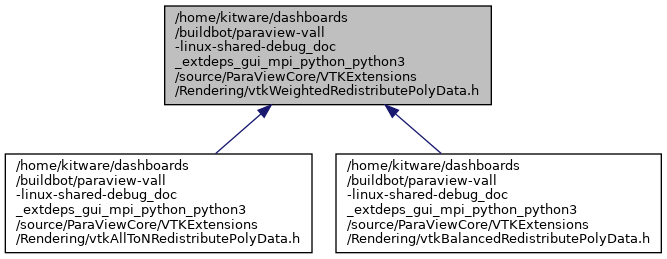 /home/kitware/dashboards
/buildbot/paraview-vall
-linux-shared-debug_doc
_extdeps_gui_mpi_python_python3
/source/ParaViewCore/VTKExtensions
/Rendering/vtkWeightedRedistributePolyData.h
/home/kitware/dashboards
/buildbot/paraview-vall
-linux-shared-debug_doc
_extdeps_gui_mpi_python_python3
/source/ParaViewCore/VTKExtensions
/Rendering/vtkAllToNRedistributePolyData.h
/home/kitware/dashboards
/buildbot/paraview-vall
-linux-shared-debug_doc
_extdeps_gui_mpi_python_python3
/source/ParaViewCore/VTKExtensions
/Rendering/vtkBalancedRedistributePolyData.h